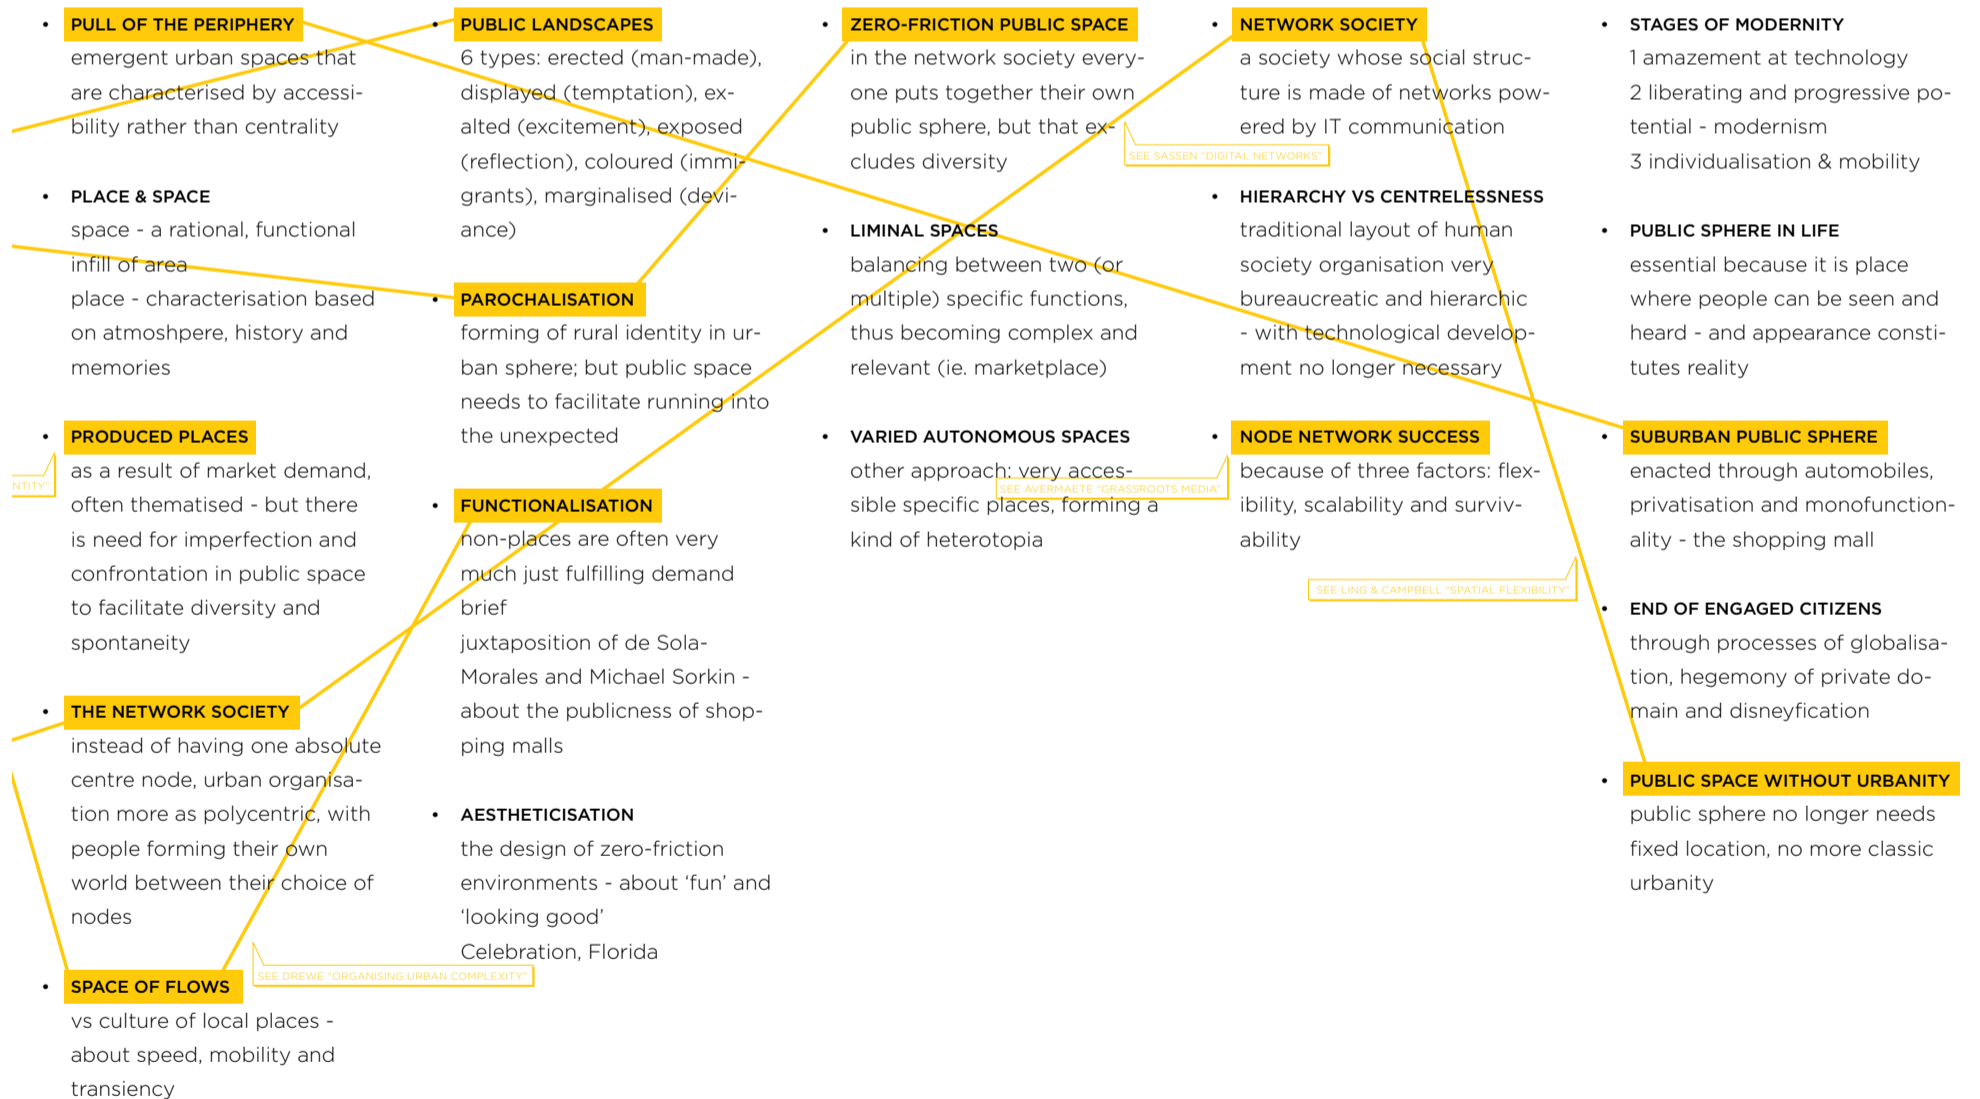 • PULL OF THE PERIPHERY
emergent urban spaces that
are characterised by accessi-
bility rather than centrality
• PLACE & SPACE
space - a rational, functional
infill of area
place - characterisation based
on atmoshpere, history and
memories
• PRODUCED PLACES
NTITY"
as a result of market demand,
often thematised - but there
is need for imperfection and
confrontation in public space
to facilitate diversity and
spontaneity
• THE NETWORK SOCIETY
instead of having one absolute
centre node, urban organisa-
tion more as polycentric, with
people forming their own
world between their choice of
nodes
• SPACE OF FLOWS
SEE DREWE "ORGANISING URBAN COMPLEXITY"
vs culture of local places -
about speed, mobility and
transiency
• PUBLIC LANDSCAPES
6 types: erected (man-made),
displayed (temptation), ex-
alted (excitement), exposed
(reflection), coloured (immi-
grants), marginalised (devi-
ance)
• PAROCHALISATION
forming of rural identity in ur-
ban sphere; but public space
needs to facilitate running into
the unexpected
• FUNCTIONALISATION
non-places are often very
much just fulfilling demand
brief
juxtaposition of de Sola-
Morales and Michael Sorkin -
about the publicness of shop-
ping malls
• AESTHETICISATION
the design of zero-friction
environments - about ‘fun’ and
‘looking good’
Celebration, Florida
• ZERO-FRICTION PUBLIC SPACE
in the network society every-
one puts together their own
public sphere, but that ex-
cludes diversity
SEE SASSEN "DIGITAL NETWORKS"
• LIMINAL SPACES
balancing between two (or
multiple) specific functions,
thus becoming complex and
relevant (ie. marketplace)
• VARIED AUTONOMOUS SPACES
other approach: very acces-
sible specific places, forming a
kind of heterotopia
SEE AVERMAETE "GRASSROOTS MEDIA"
• NETWORK SOCIETY
a society whose social struc-
ture is made of networks pow-
ered by IT communication
• HIERARCHY VS CENTRELESSNESS
traditional layout of human
society organisation very
bureaucreatic and hierarchic
- with technological develop-
ment no longer necessary
• NODE NETWORK SUCCESS
because of three factors: flex-
ibility, scalability and surviv-
ability
SEE LING & CAMPBELL "SPATIAL FLEXIBILITY"
• STAGES OF MODERNITY
1 amazement at technology
2 liberating and progressive po-
tential - modernism
3 individualisation & mobility
• PUBLIC SPHERE IN LIFE
essential because it is place
where people can be seen and
heard - and appearance consti-
tutes reality
• SUBURBAN PUBLIC SPHERE
enacted through automobiles,
privatisation and monofunction-
ality - the shopping mall
• END OF ENGAGED CITIZENS
through processes of globalisa-
tion, hegemony of private do-
main and disneyfication
• PUBLIC SPACE WITHOUT URBANITY
public sphere no longer needs
fixed location, no more classic
urbanity